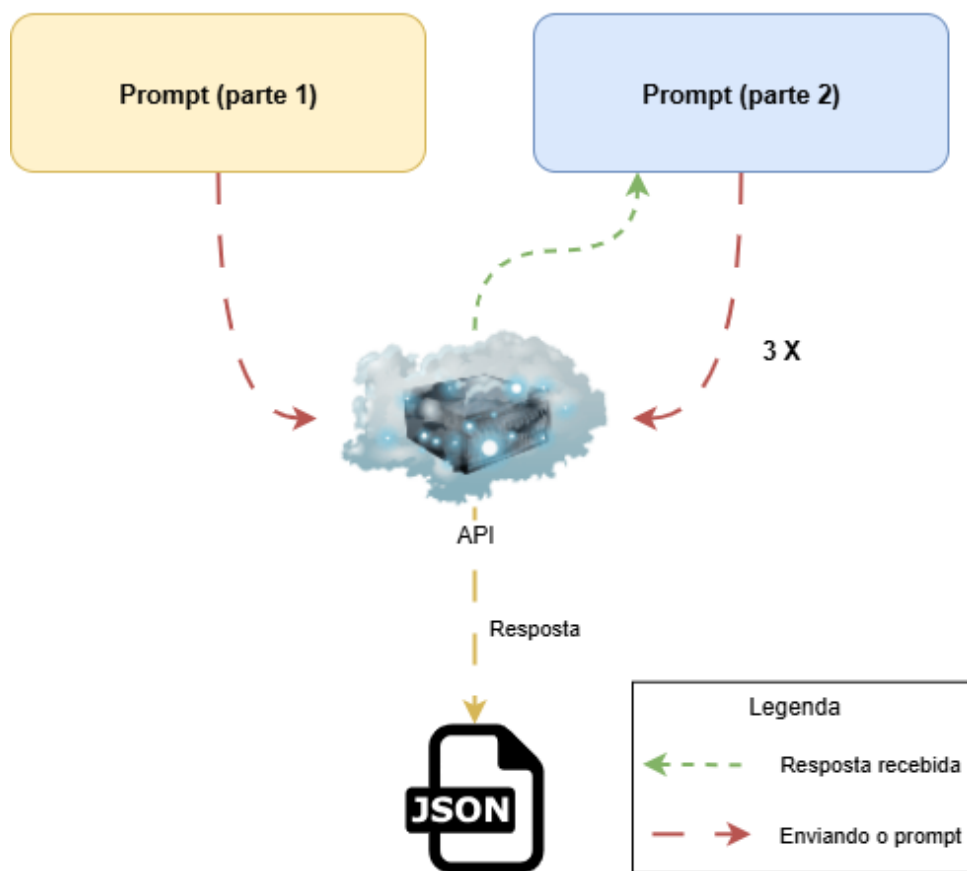 Prompt (parte 1)
Prompt (parte 2)
3 X
API
Resposta
JSON
Legenda
Resposta recebida
Enviando o prompt